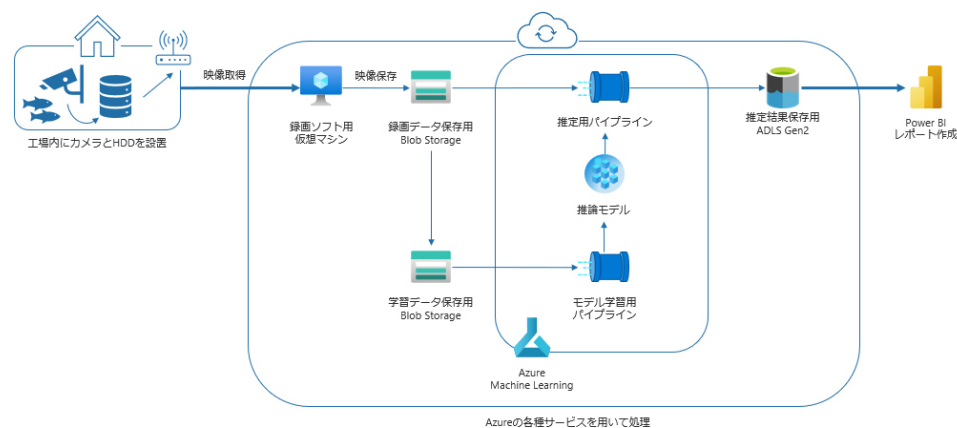 工場内にカメラとHDDを設置
映像取得
録画ソフト用
仮想マシン
映像保存
録画データ保存用
Blob Storage
推定用パイプライン
推論モデル
推定結果保存用
ADLS Gen2
Power BI
レポート作成
学習データ保存用
Blob Storage
モデル学習用
パイプライン
Azure
Machine Learning
Azureの各種サービスを用いて処理